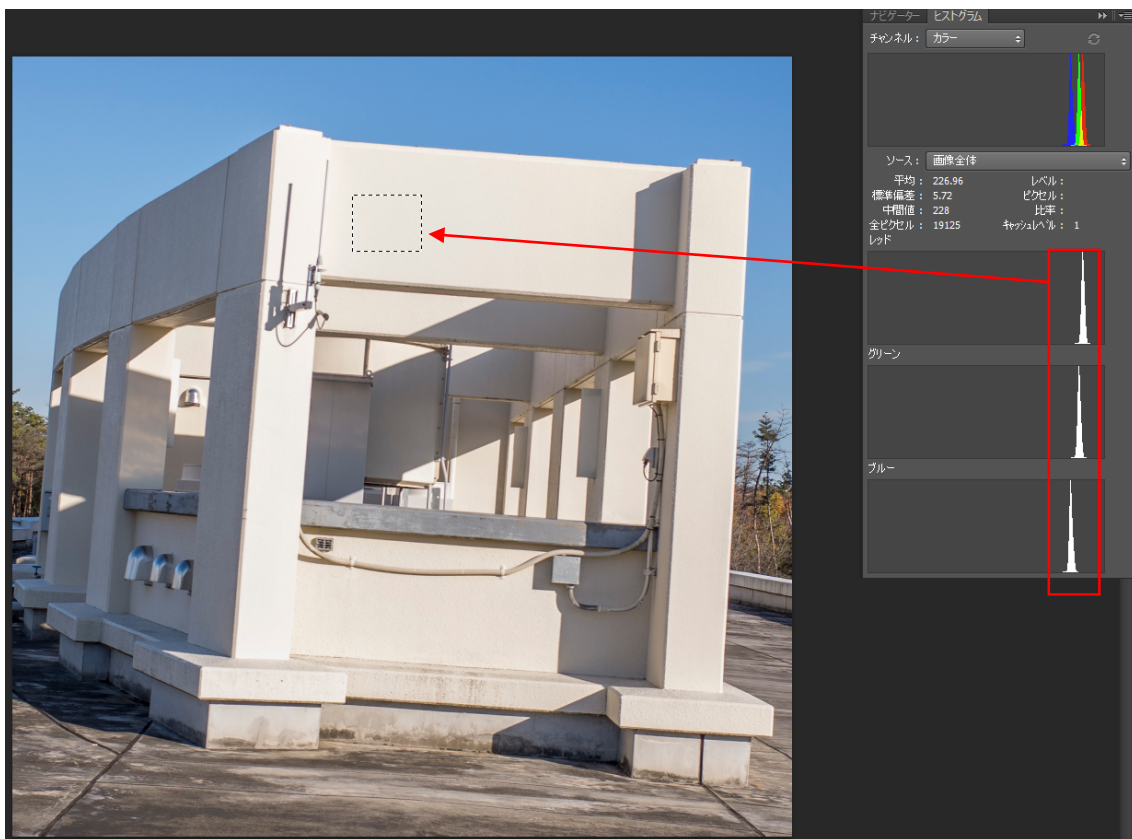 ナビゲーター ヒストグラム
チャンネル： カラー
ソース： 画像全体
平均： 226.96 レベル：
標準偏差： 5.72 ピクセル：
中間値： 228 比率：
全ピクセル： 19125 キャッシュレベル： 1
レッド
グリーン
ブルー